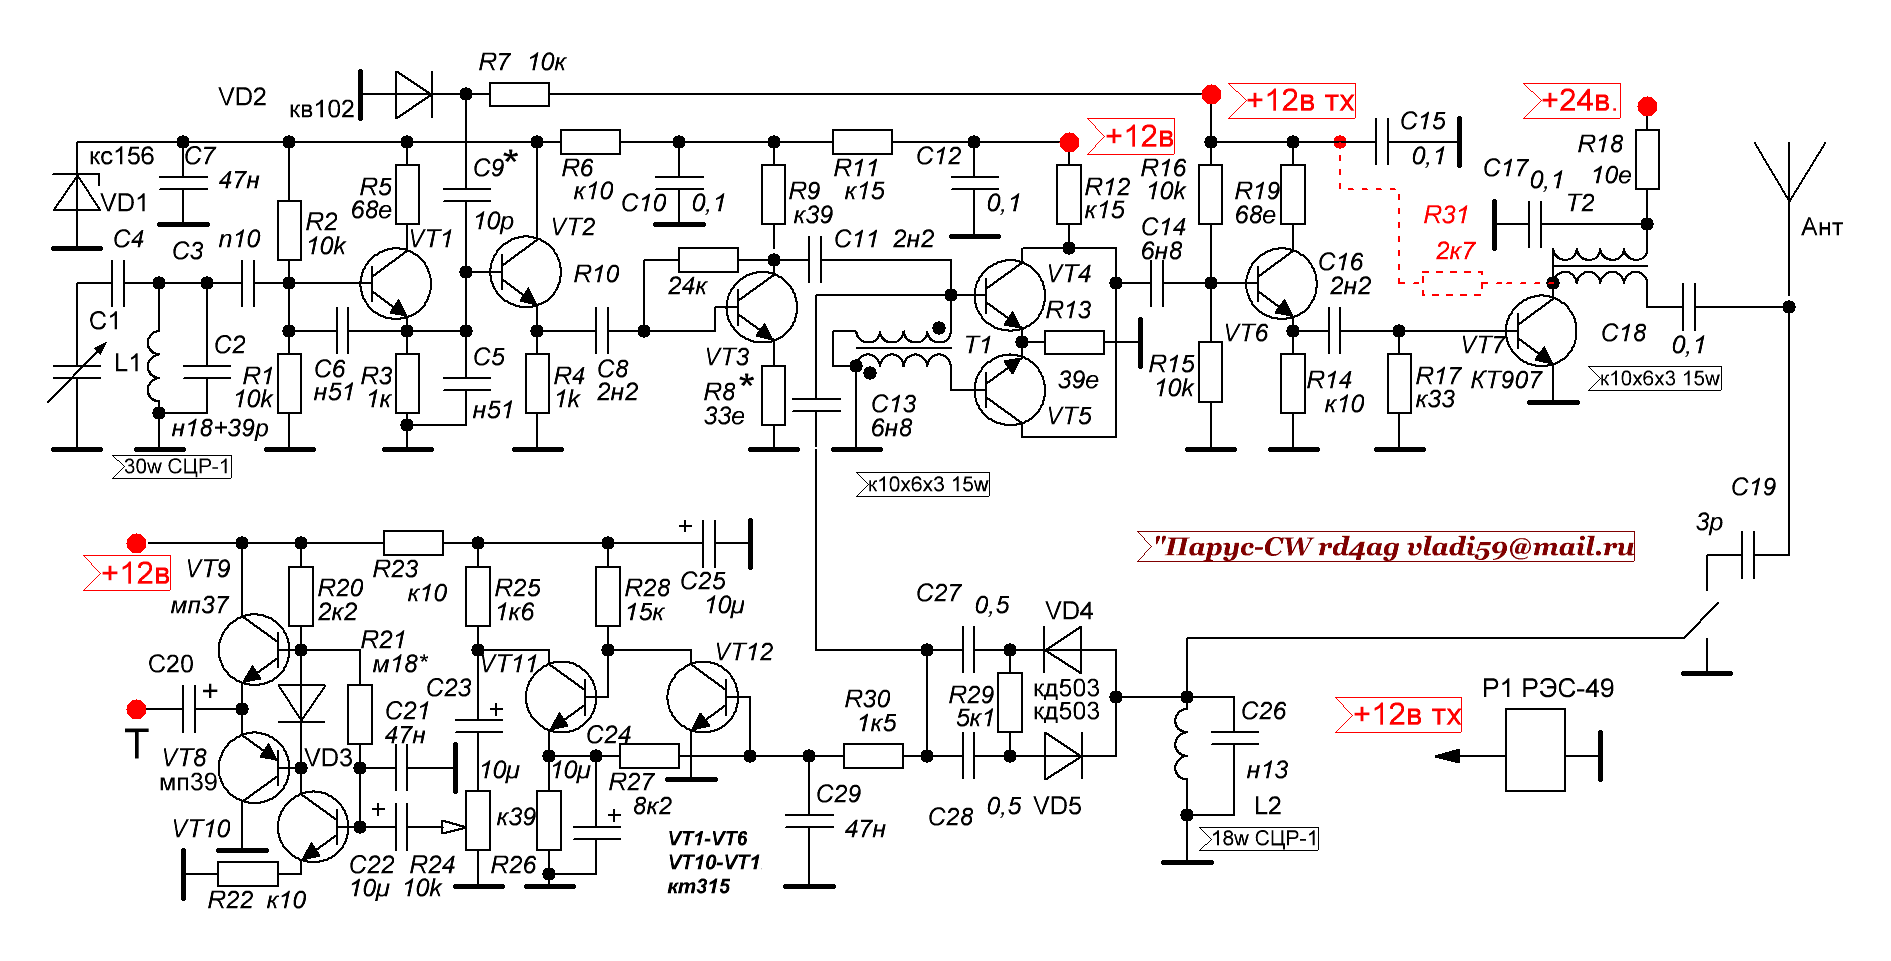 R7 10к
VD2
кв102
+12в тх
+24в.
+12в
кс156
VD1
C7
47н
C4
C3
п10
R2
10k
R5
68е
VT1
C9*
10р
VT2
R6
к10
C10
0,1
R9
к39
R11
к15
C12
0,1
R12
к15
R16
10k
R19
68е
C15
0,1
R31
2к7
C17
0,1
T2
R18
10е
Ант
C1
L1
C2
н18+39р
30w СЦР-1
R1
10k
C6
н51
R3
1к
C5
н51
R10
24к
R4
1k
C8
2н2
VT3
R8*
33е
C11 2н2
C13
6н8
к10х6х3 15w
T1
VT4
R13
39е
VT5
C14
6н8
R15
10k
VT6
C16
2н2
R14
к10
R17
к33
VT7
КТ907
C18
0,1
к10х6х3 15w
C19
3р
"Парус-CW rd4ag vladi59@mail.ru
+12в
VT9
мп37
R20
2к2
R23
к10
R25
1к6
R28
15к
+
C25
10µ
R21
м18*
C20
+
T
VT8
мп39
VD3
C21
47н
C23
+
10µ
VT11
VT12
C24
10µ
+
R27
8к2
VT10
R22 к10
C22
10µ
+
R24
10k
к39
R26
VT1-VT6
VT10-VT1
кт315
C29
47н
R30
1к5
C27
0,5
VD4
кд503
R29
5к1
кд503
C28
0,5
VD5
C26
н13
L2
18w СЦР-1
+12в тх
Р1 РЭС-49